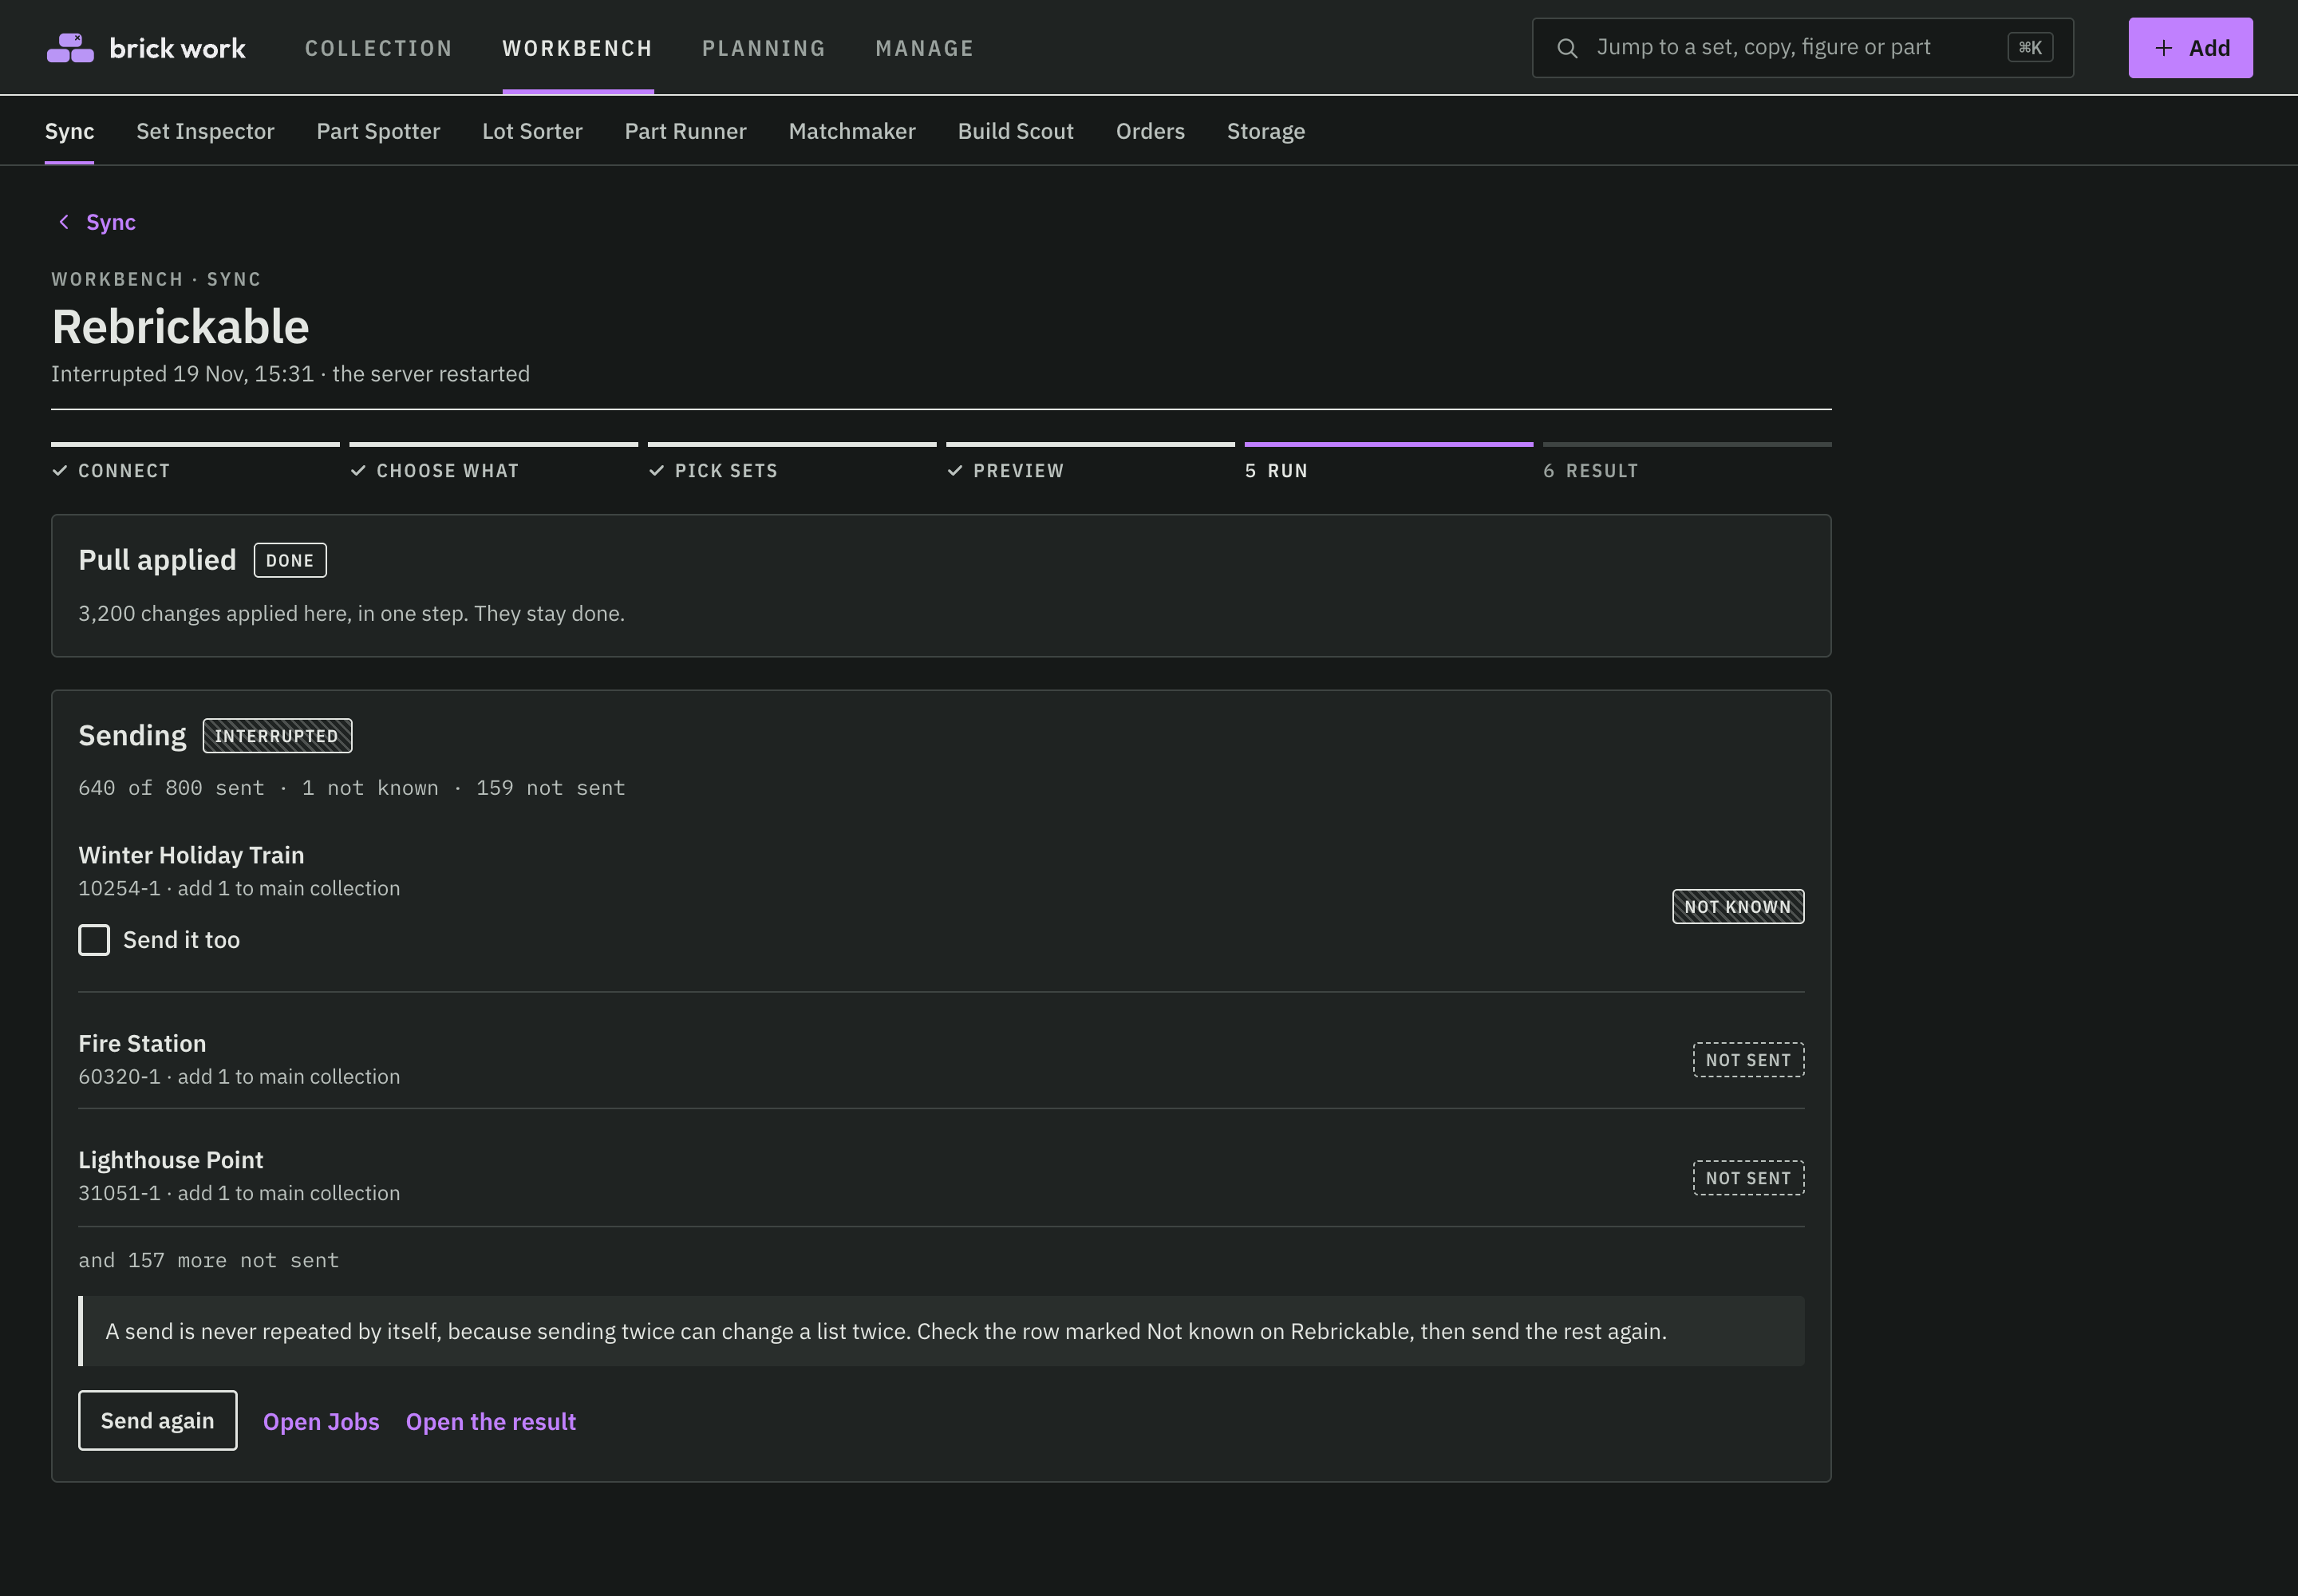 brick work
COLLECTION
WORKBENCH
PLANNING
MANAGE
Jump to a set, copy, figure or part
⌘K
+ Add
Sync
Set Inspector
Part Spotter
Lot Sorter
Part Runner
Matchmaker
Build Scout
Orders
Storage
Sync
WORKBENCH · SYNC
Rebrickable
Interrupted 19 Nov, 15:31 · the server restarted
CONNECT
CHOOSE WHAT
PICK SETS
PREVIEW
5 RUN
6 RESULT
Pull applied
DONE
3,200 changes applied here, in one step. They stay done.
Sending
INTERRUPTED
640 of 800 sent · 1 not known · 159 not sent
Winter Holiday Train
10254-1 · add 1 to main collection
NOT KNOWN
Send it too
Fire Station
60320-1 · add 1 to main collection
NOT SENT
Lighthouse Point
31051-1 · add 1 to main collection
NOT SENT
and 157 more not sent
A send is never repeated by itself, because sending twice can change a list twice. Check the row marked Not known on Rebrickable, then send the rest again.
Send again
Open Jobs
Open the result